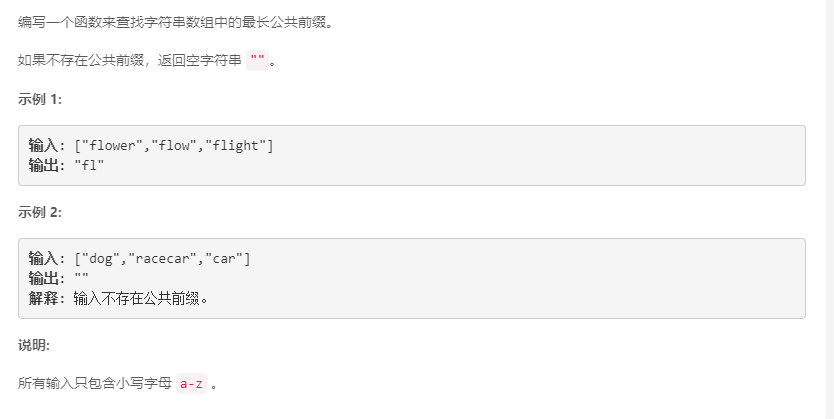 编写一个函数来查找字符串数组中的最长公共前缀。
如果不存在公共前缀，返回空字符串 ""。
示例 1:
输入: ["flower","flow","flight"]
输出: "fl"
示例 2:
输入: ["dog","racecar","car"]
输出: ""
解释: 输入不存在公共前缀。
说明:
所有输入只包含小写字母 a-z 。